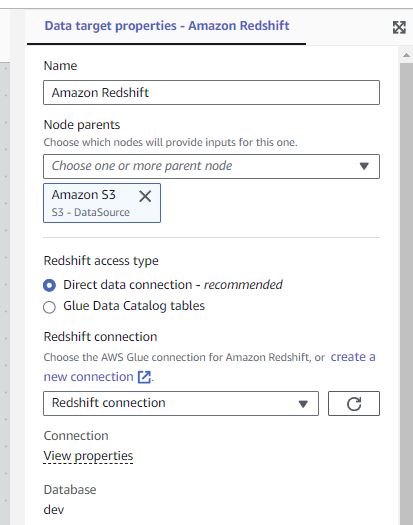 Data target properties - Amazon Redshift
Name
Amazon Redshift
Node parents
Choose which nodes will provide inputs for this one.
Choose one or more parent node
Amazon S3
S3 - DataSource
Redshift access type
Direct data connection - recommended
Glue Data Catalog tables
Redshift connection
Choose the AWS Glue connection for Amazon Redshift, or create a
new connection.
Redshift connection
Connection
View properties
Database
dev